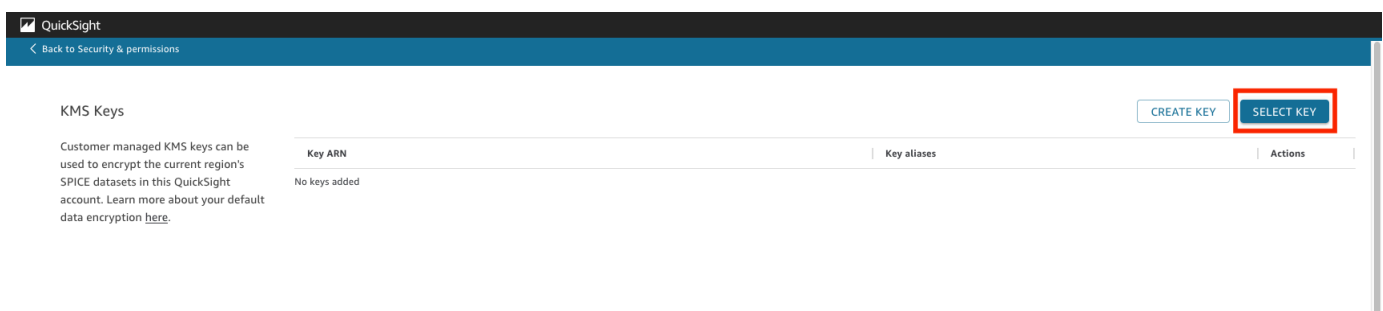 QuickSight
Back to Security & permissions
KMS Keys
CREATE KEY
SELECT KEY
Customer managed KMS keys can be
used to encrypt the current region's
SPICE datasets in this QuickSight
account. Learn more about your default
data encryption here.
Key ARN
Key aliases
Actions
No keys added